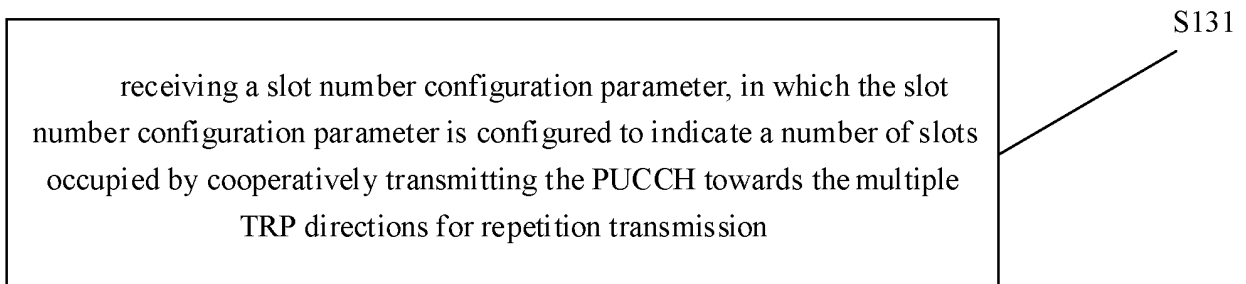 S131
receiving a slot number configuration parameter, in which the slot
number configuration parameter is configured to indicate a number of slots
occupied by cooperatively transmitting the PUCCH towards the multiple
TRP directions for repetition transmission